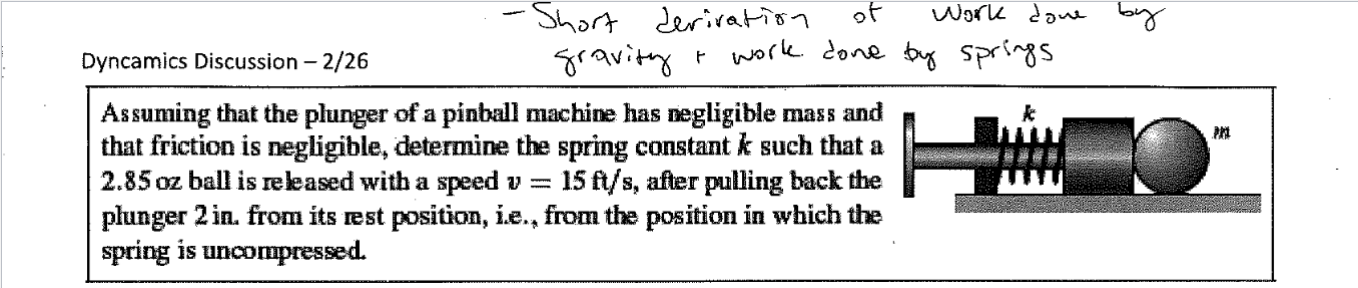 - Short derivation of work done by
gravity + work done by springs
Dyncamics Discussion – 2/26
Assuming that the plunger of a pinball machine has negligible mass and
that friction is negligible, determine the spring constant k such that a
2.85 oz ball is released with a speed v = 15 ft/s, after pulling back the
plunger 2 in. from its rest position, i.e., from the position in which the
spring is uncompressed.
k
m